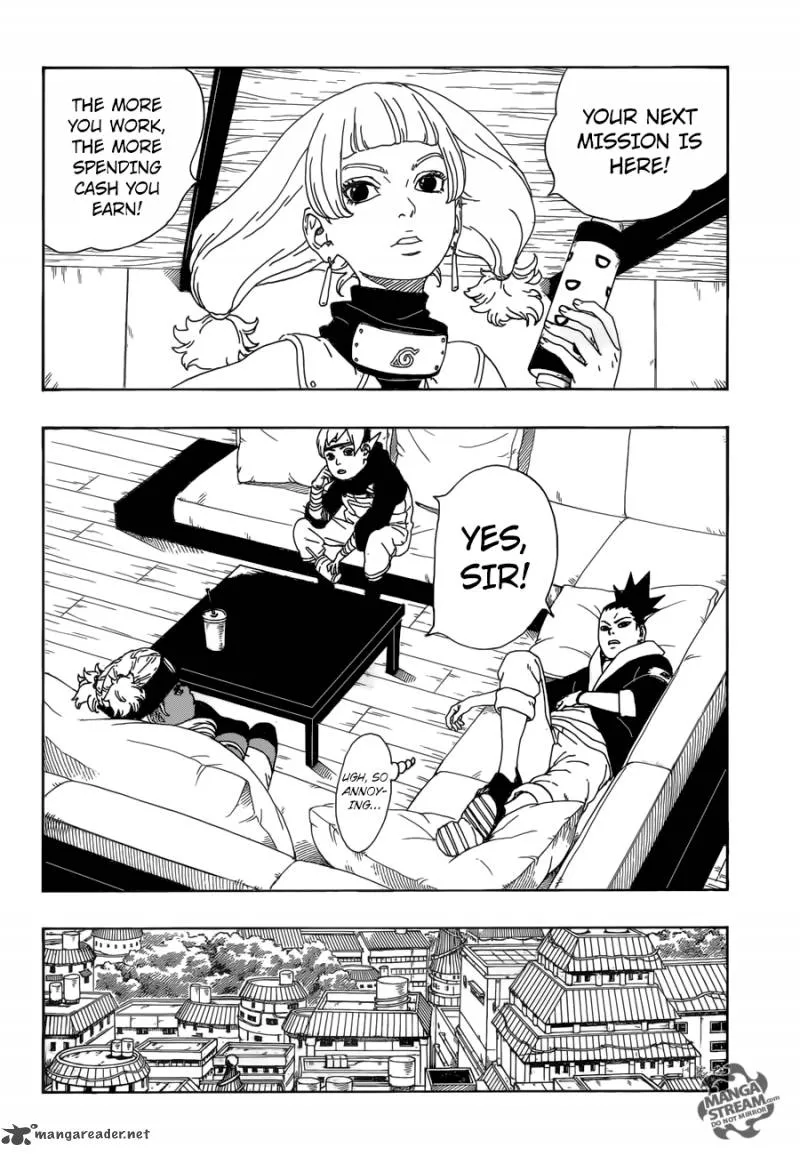 YOUR NEXT
MISSION IS
HERE!
THE MORE
YOU WORK,
THE MORE
SPENDING
CASH YOU
EARN!
YES,
SIR!
UGH, SO
ANNOY-
ING...
MANGA
STREAM.com
DO NOT MIRROR
mangareader.net